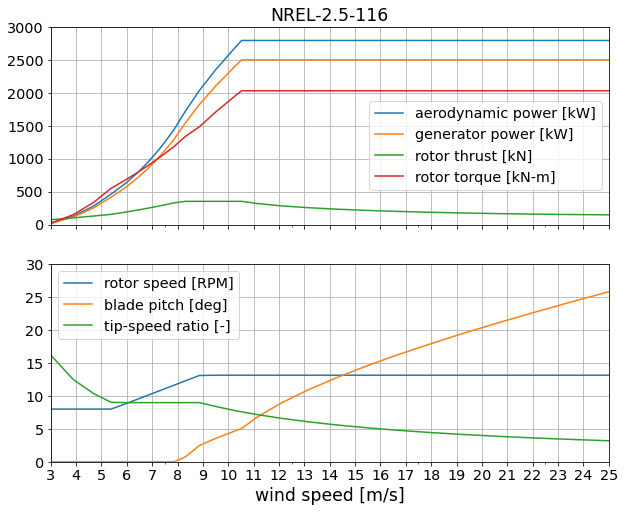 NREL-2.5-116
3000
2500
2000
1500
1000
500
0
aerodynamic power [kW]
generator power [kW]
rotor thrust [kN]
rotor torque [kN-m]
30
25
20
15
10
5
0
rotor speed [RPM]
blade pitch [deg]
tip-speed ratio [-]
3 4 5 6 7 8 9 10 11 12 13 14 15 16 17 18 19 20 21 22 23 24 25
wind speed [m/s]